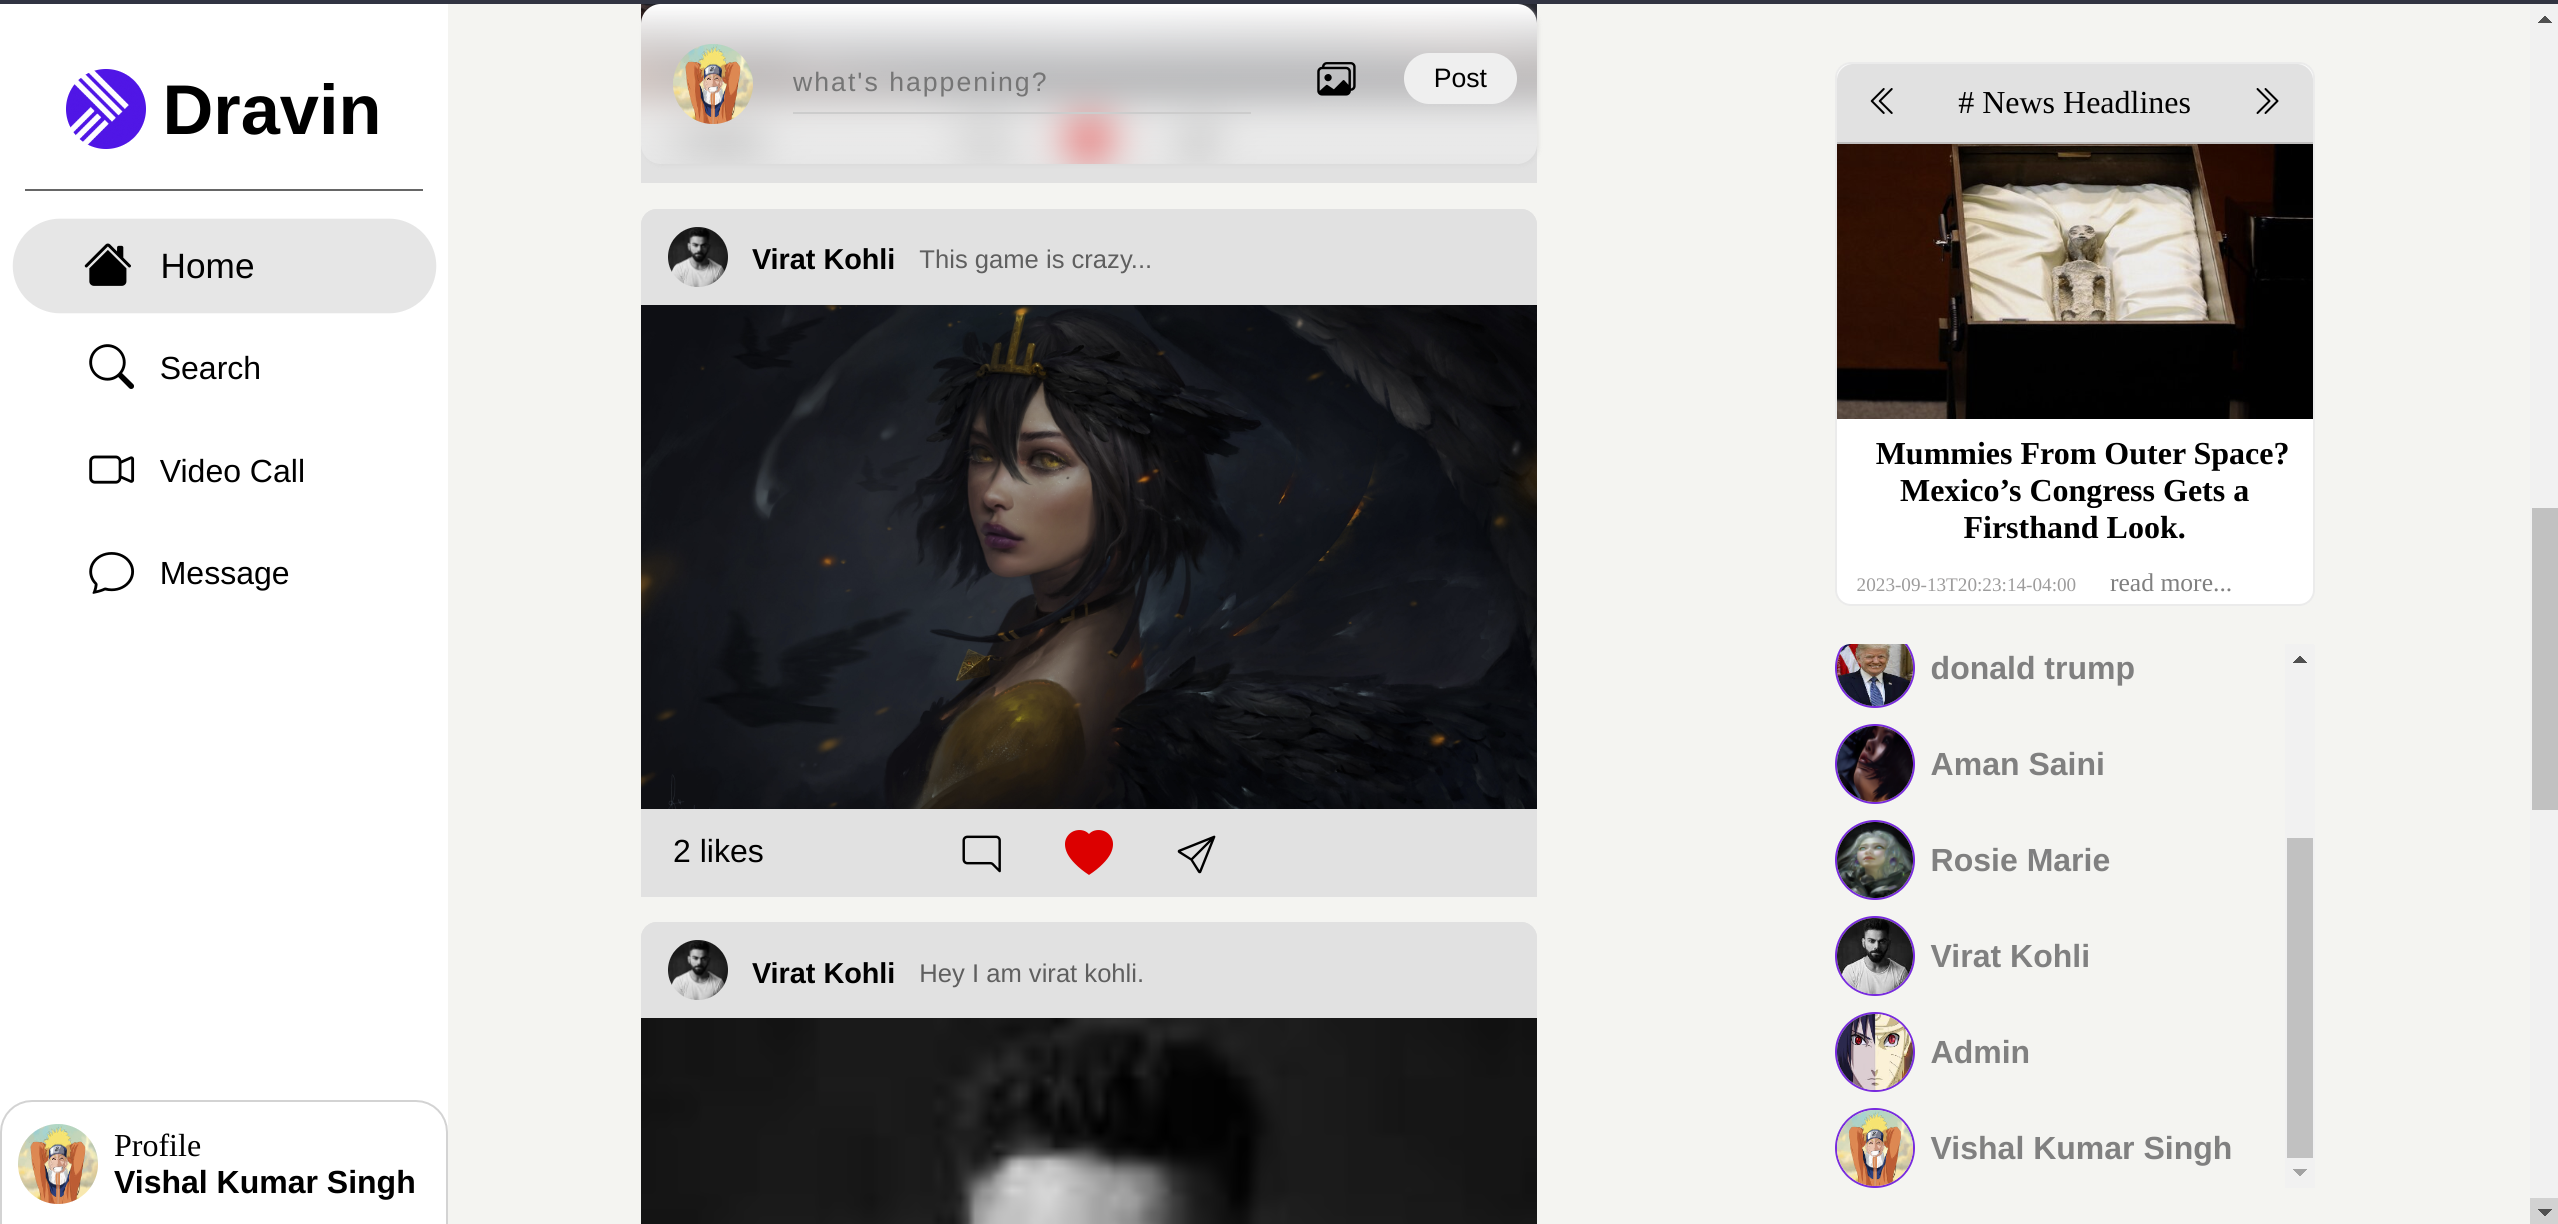 Dravin
Home
Search
Video Call
Message
Profile
Vishal Kumar Singh
what's happening?
Post
Virat Kohli This game is crazy...
2 likes
Virat Kohli Hey I am virat kohli.
# News Headlines
Mummies From Outer Space?
Mexico’s Congress Gets a
Firsthand Look.
2023-09-13T20:23:14-04:00 read more...
donald trump
Aman Saini
Rosie Marie
Virat Kohli
Admin
Vishal Kumar Singh